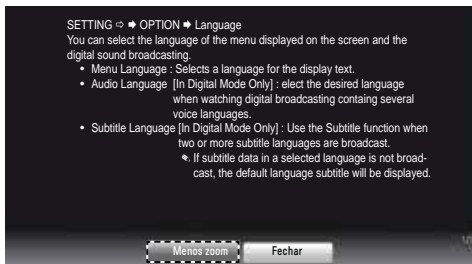 SETTING ⇨ ➡ OPTION ➡ Language
You can select the language of the menu displayed on the screen and the
digital sound broadcasting.
• Menu Language : Selects a language for the display text.
• Audio Language [In Digital Mode Only] : elect the desired language
when watching digital broadcasting containg several
voice languages.
• Subtitle Language [In Digital Mode Only] : Use the Subtitle function when
two or more subtitle languages are broadcast.
✎ If subtitle data in a selected language is not broad-
cast, the default language subtitle will be displayed.
Menos zoom Fechar